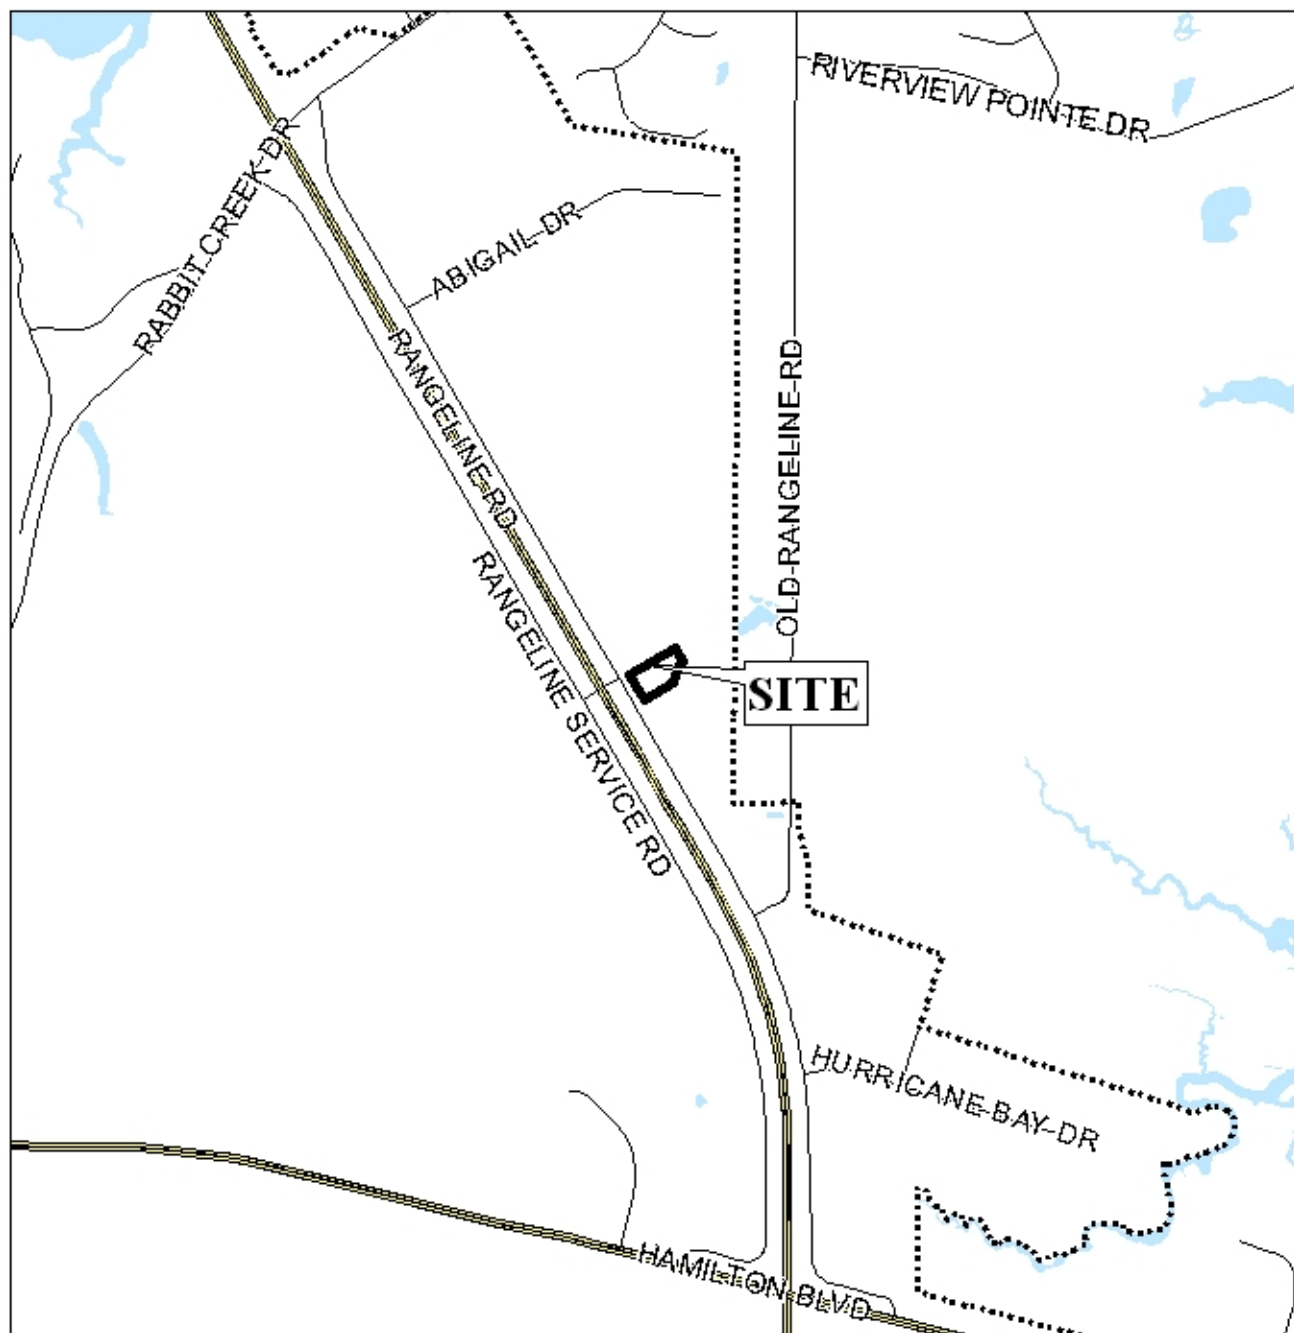 RIVERVIEW POINTE DR
RABBIT CREEK DR
ABIGAIL DR
RANGELINE RD
OLD RANGELINE RD
RANGELINE SERVICE RD
SITE
HURRICANE BAY DR
HAMILTON BLVD